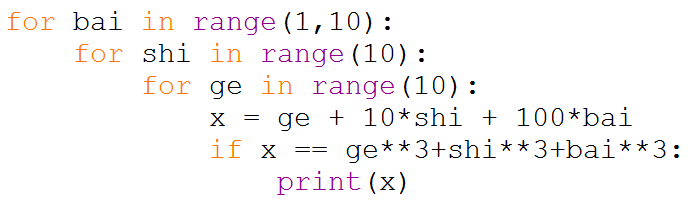 for bai in range(1,10):
    for shi in range(10):
        for ge in range(10):
            x = ge + 10*shi + 100*bai
            if x == ge**3+shi**3+bai**3:
                print(x)